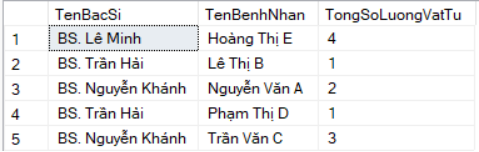 TenBacSi TenBenhNhan TongSoLuongVatTu
1 BS. Lê Minh Hoàng Thị E 4
2 BS. Trần Hải Lê Thị B 1
3 BS. Nguyễn Khánh Nguyễn Văn A 2
4 BS. Trần Hải Phạm Thị D 1
5 BS. Nguyễn Khánh Trần Văn C 3